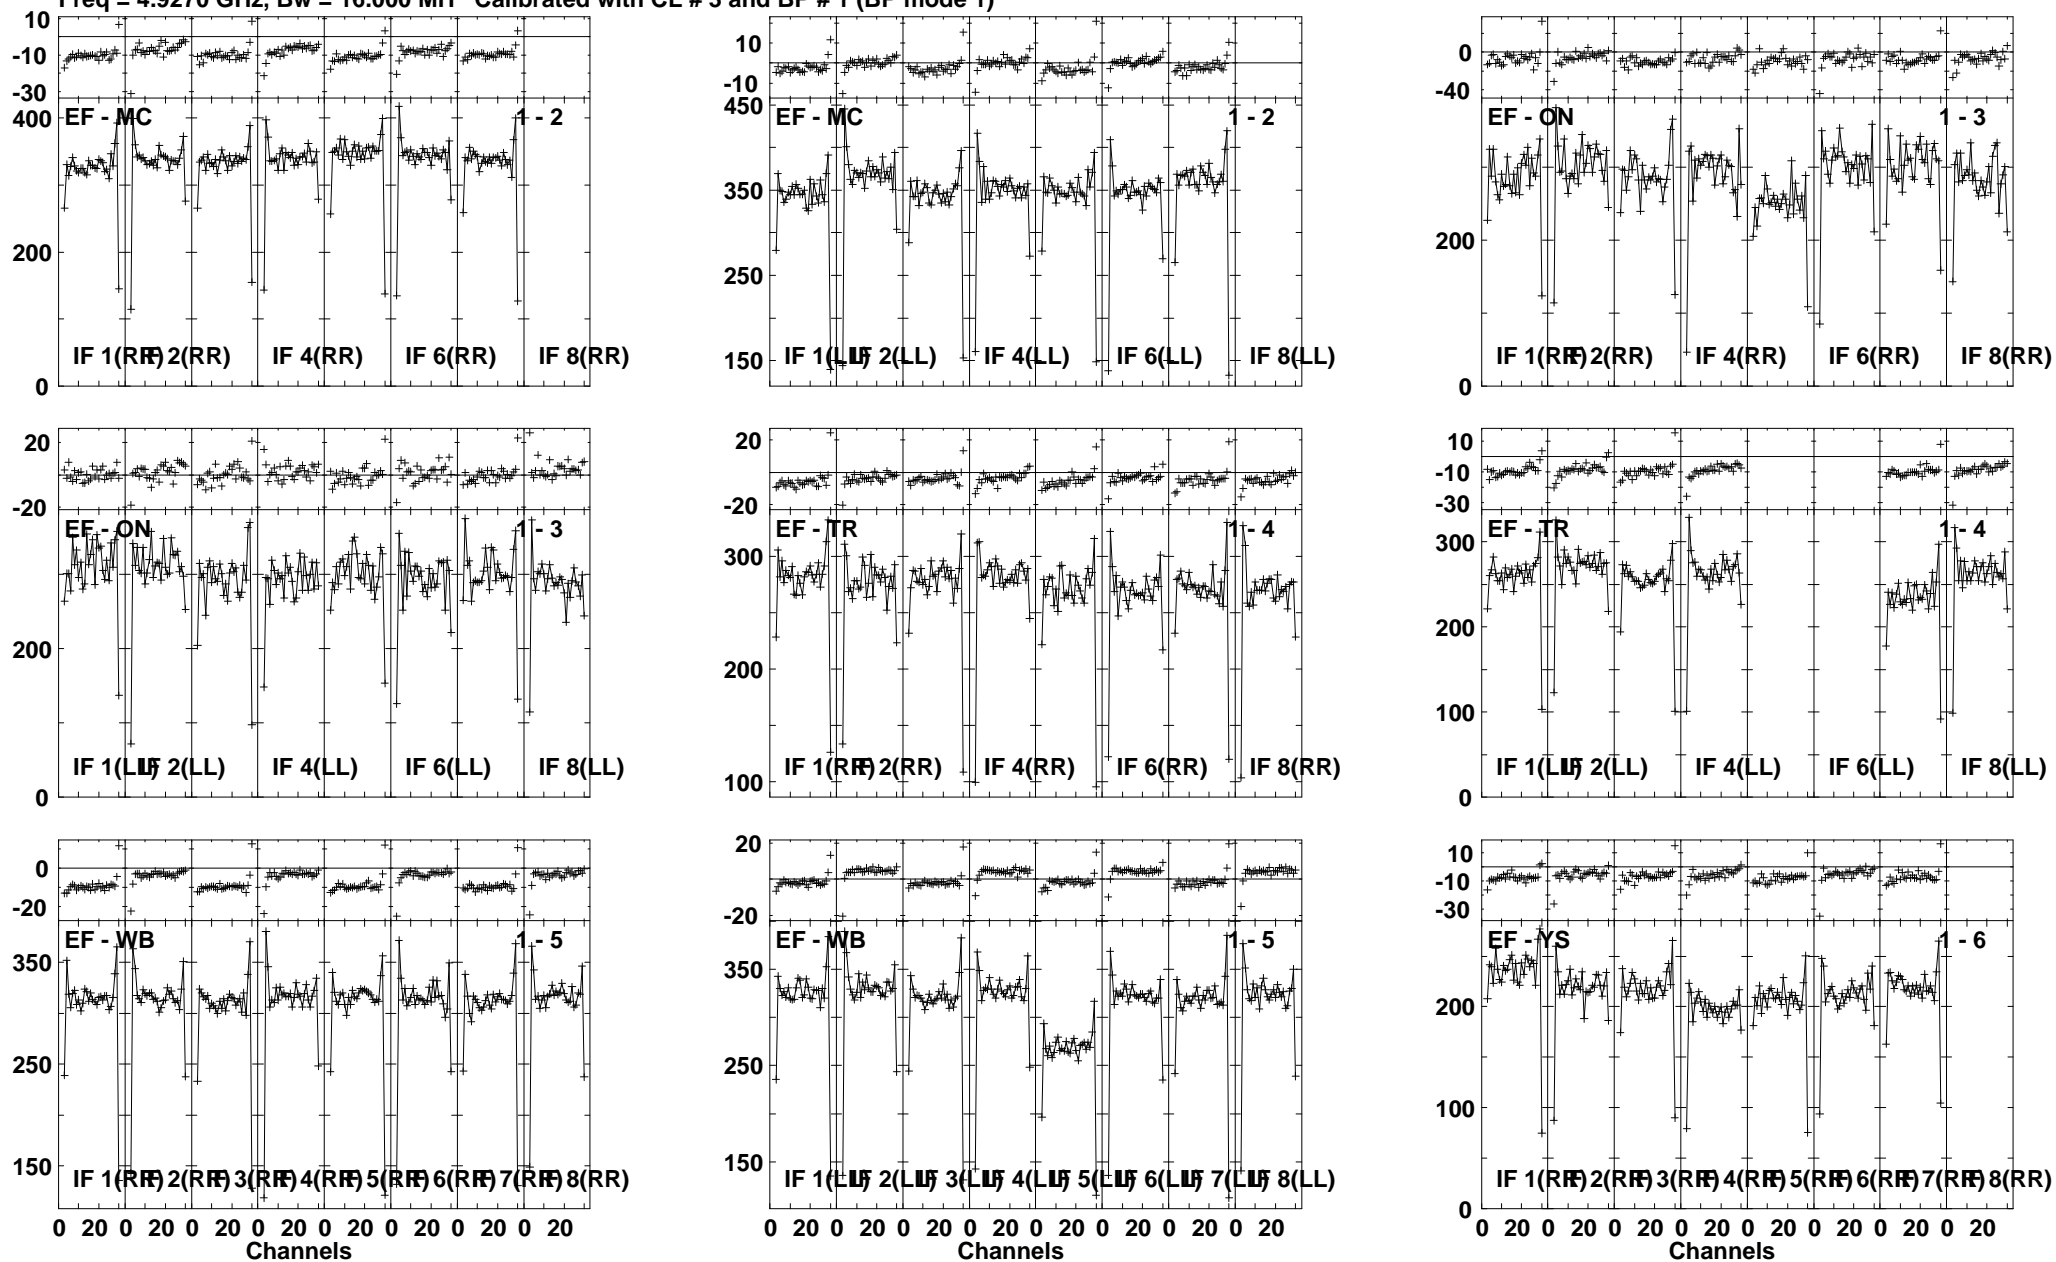 Freq = 4.9270 GHz, Bw = 16.000 MH Calibrated with CL # 3 and BP # 1 (BP mode 1)
10
-10
-30
EF - MC 1 - 2
400
200
0
IF 1(RR) IF 2(RR) IF 4(RR) IF 6(RR) IF 8(RR)
10
-10
450
EF - MC 1 - 2
350
250
150
IF 1(LL) IF 2(LL) IF 4(LL) IF 6(LL) IF 8(LL)
0
-40
EF - ON 1 - 3
200
0
IF 1(RR) IF 2(RR) IF 4(RR) IF 6(RR) IF 8(RR)
20
0
-20
EF - ON 1 - 3
200
0
IF 1(LL) IF 2(LL) IF 4(LL) IF 6(LL) IF 8(LL)
20
0
-20
EF - TR 1 - 4
300
200
100
IF 1(RR) IF 2(RR) IF 4(RR) IF 6(RR) IF 8(RR)
10
-10
-30
EF - TR 1 - 4
300
200
100
0
IF 1(LL) IF 2(LL) IF 4(LL) IF 6(LL) IF 8(LL)
0
-20
EF - WB 1 - 5
350
250
150
IF 1(RR) IF 2(RR) IF 3(RR) IF 4(RR) IF 5(RR) IF 6(RR) IF 7(RR) IF 8(RR)
0 20 0 20 0 20 0 20 0 20 0 20 0 20 0 20
Channels
20
0
-20
EF - WB 1 - 5
350
250
150
IF 1(LL) IF 2(LL) IF 3(LL) IF 4(LL) IF 5(LL) IF 6(LL) IF 7(LL) IF 8(LL)
0 20 0 20 0 20 0 20 0 20 0 20 0 20 0 20
Channels
10
-10
-30
EF - YS 1 - 6
200
100
0
IF 1(RR) IF 2(RR) IF 3(RR) IF 4(RR) IF 5(RR) IF 6(RR) IF 7(RR) IF 8(RR)
0 20 0 20 0 20 0 20 0 20 0 20 0 20 0 20
Channels